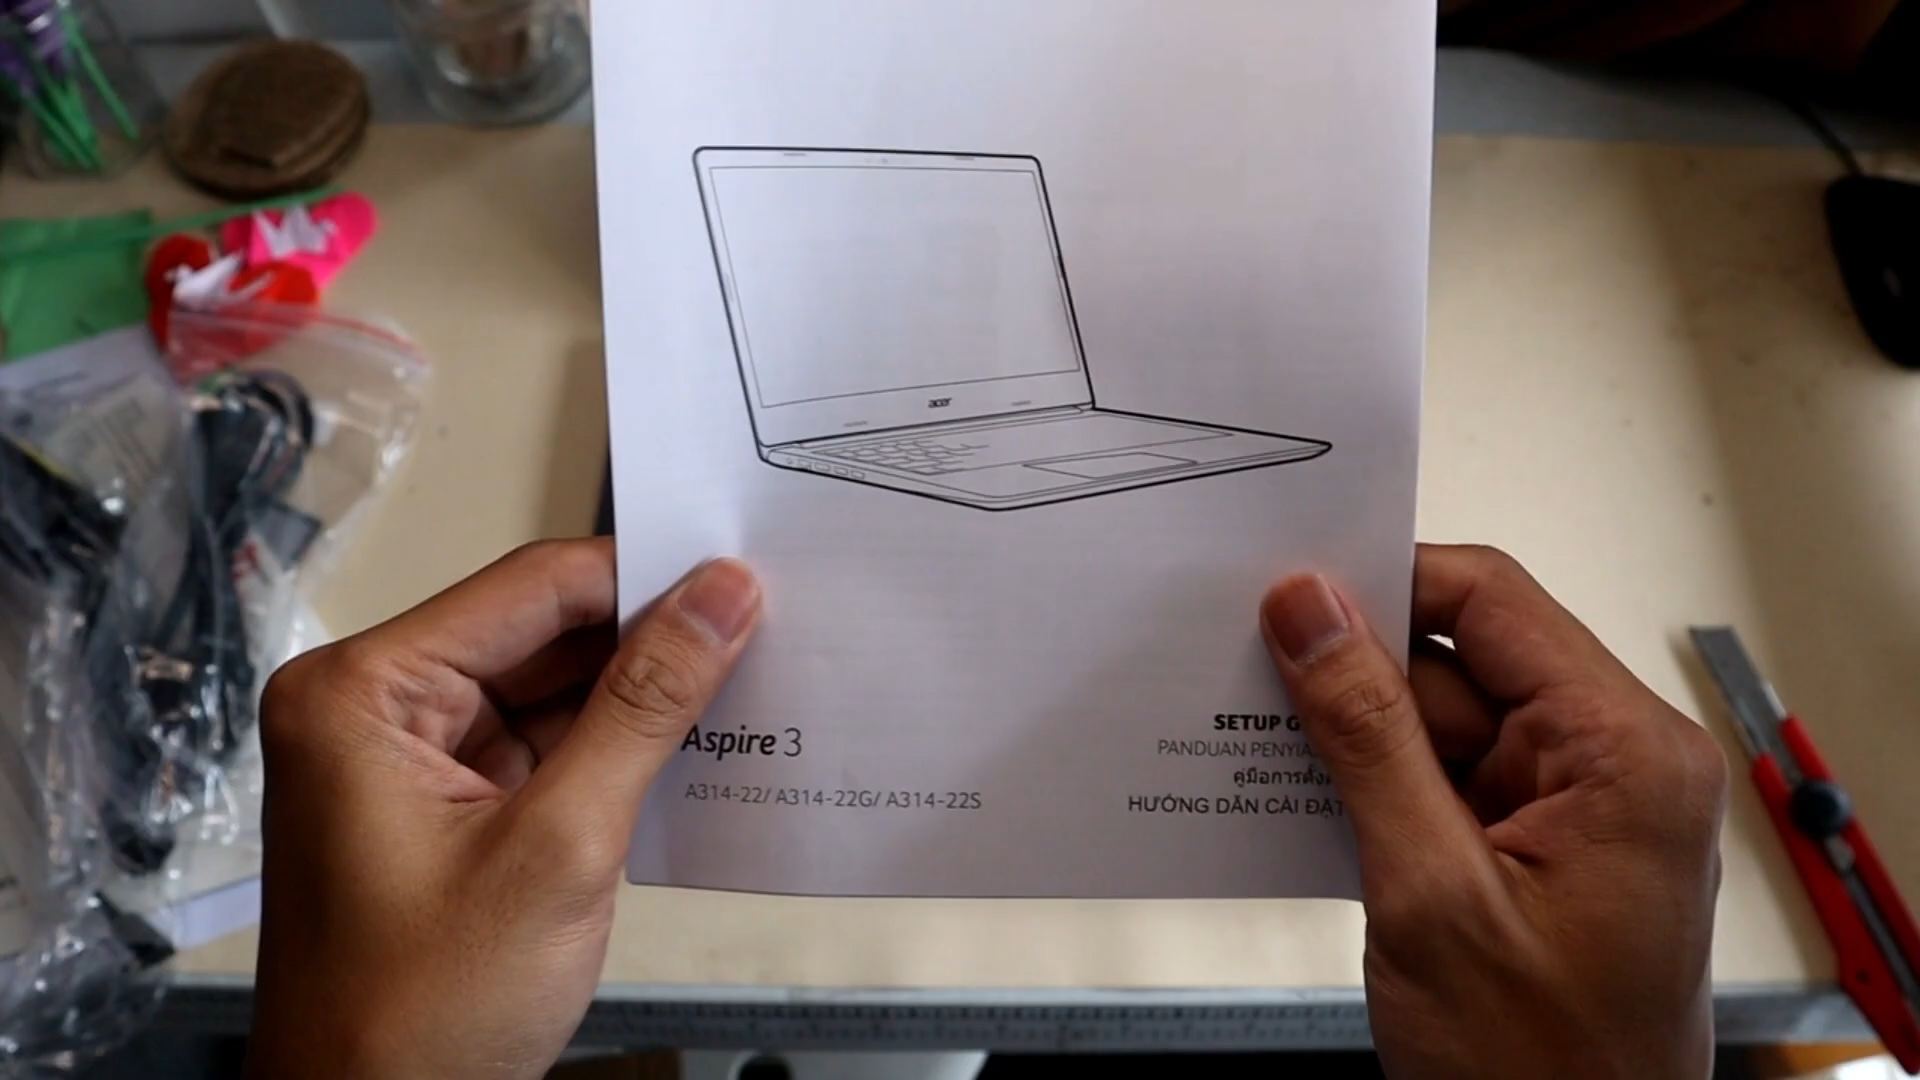 acer
Aspire 3
A314-22/ A314-22G/ A314-22S
SETUP
PANDUAN
คู่มือการตั้ง
HƯỚNG DẪN CÀI ĐẶT